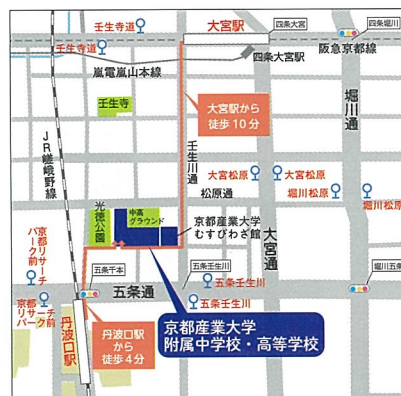 壬生寺道
大宮駅
四条大宮
四条堀川
壬生寺道
阪急京都線
嵐電嵐山本線
四条大宮駅
壬生寺
大宮駅から
徒歩10分
堀川通
JR嵯峨野線
壬生川通
大宮松原
大宮松原
松原通
堀川松原
堀川松原
光徳公園
中高
グラウンド
京都産業大学
むすびわざ館
大宮通
京都リサーチ
パーク前
五条千本
五条壬生川
堀川五条
五条通
京都リサーチ
パーク前
五条壬生川
五条壬生川
丹波口駅
丹波口駅
から
徒歩4分
京都産業大学
附属中学校・高等学校